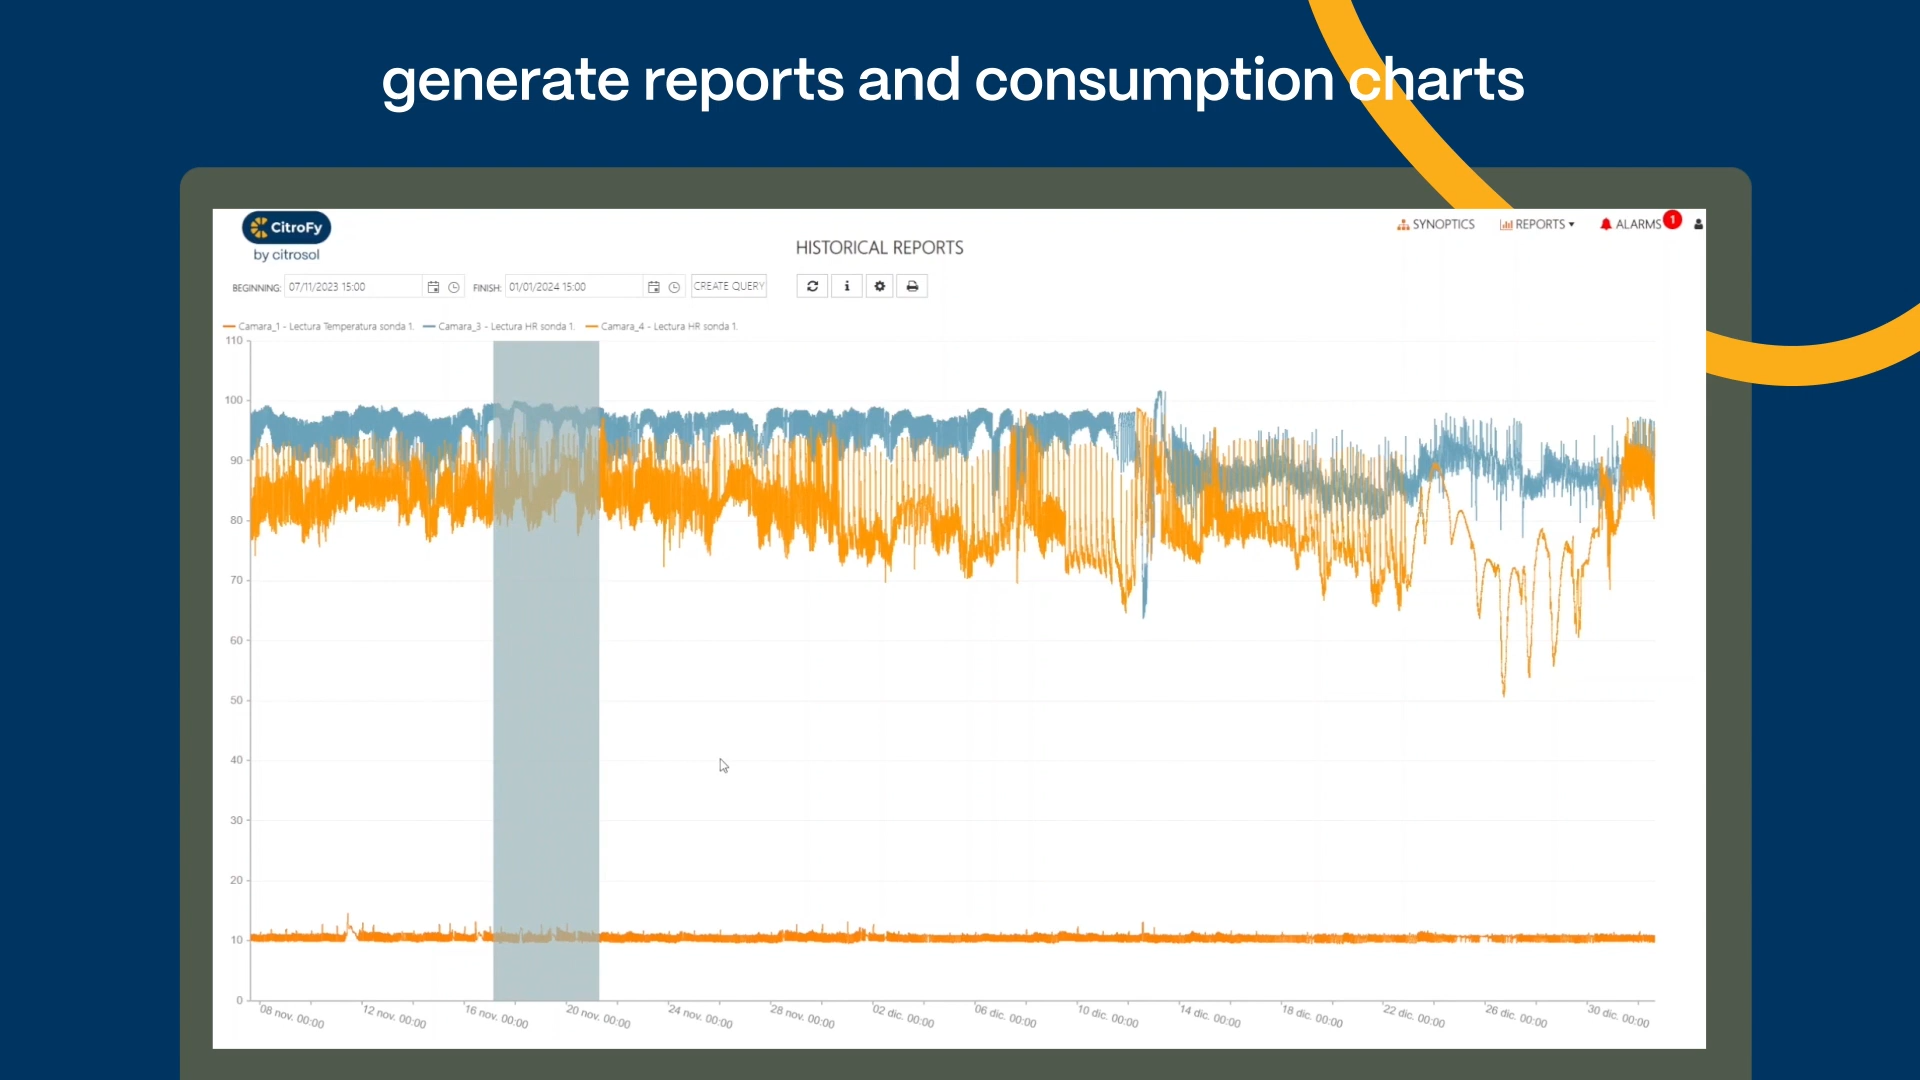 generate reports and consumption charts
CitroFy
by citrosol
SYNOPTICS REPORTS ALARMS 1
HISTORICAL REPORTS
BEGINNING: 07/11/2023 15:00 FINISH: 01/01/2024 15:00 CREATE QUERY
Camara_1 - Lectura Temperatura sonda 1. Camara_3 - Lectura HR sonda 1. Camara_4 - Lectura HR sonda 1.
110
100
90
80
70
60
50
40
30
20
10
0
08 nov. 00:00 12 nov. 00:00 16 nov. 00:00 20 nov. 00:00 24 nov. 00:00 28 nov. 00:00 02 dic. 00:00 06 dic. 00:00 10 dic. 00:00 14 dic. 00:00 18 dic. 00:00 22 dic. 00:00 26 dic. 00:00 30 dic. 00:00